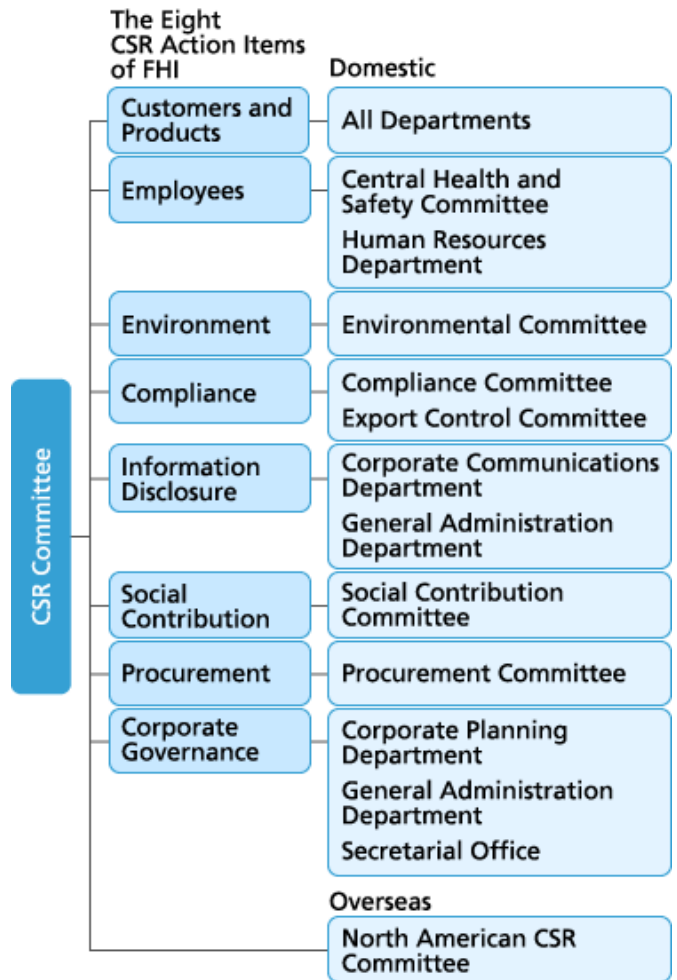 The Eight
CSR Action Items
of FHI
Domestic
Customers and
Products
All Departments
Employees
Central Health and
Safety Committee
Human Resources
Department
Environment
Environmental Committee
Compliance
Compliance Committee
Export Control Committee
Information
Disclosure
Corporate Communications
Department
General Administration
Department
CSR Committee
Social
Contribution
Social Contribution
Committee
Procurement
Procurement Committee
Corporate
Governance
Corporate Planning
Department
General Administration
Department
Secretarial Office
Overseas
North American CSR
Committee